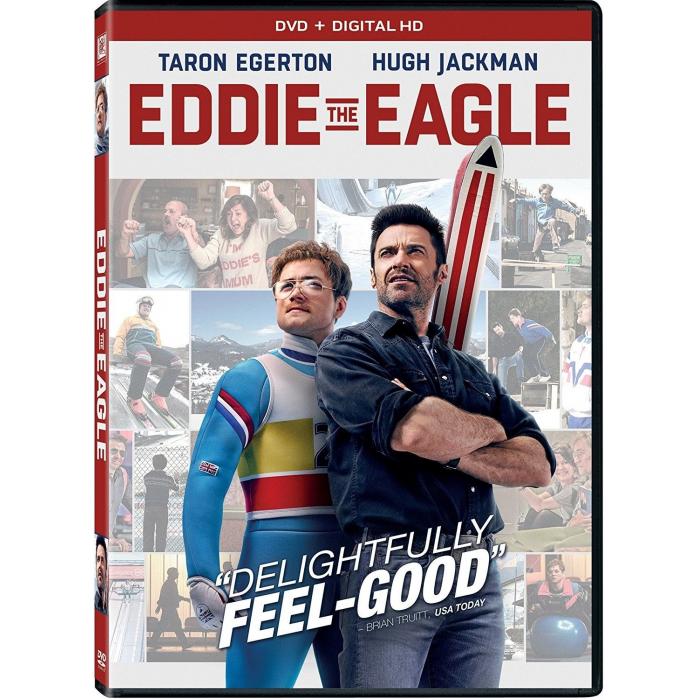 DVD + DIGITAL HD
TARON EGERTON HUGH JACKMAN
EDDIE THE EAGLE
I'M
EDDIE'S
MUM
2
"DELIGHTFULLY
FEEL-GOOD"
– BRIAN TRUITT, USA TODAY
EDDIE THE EAGLE
DVD